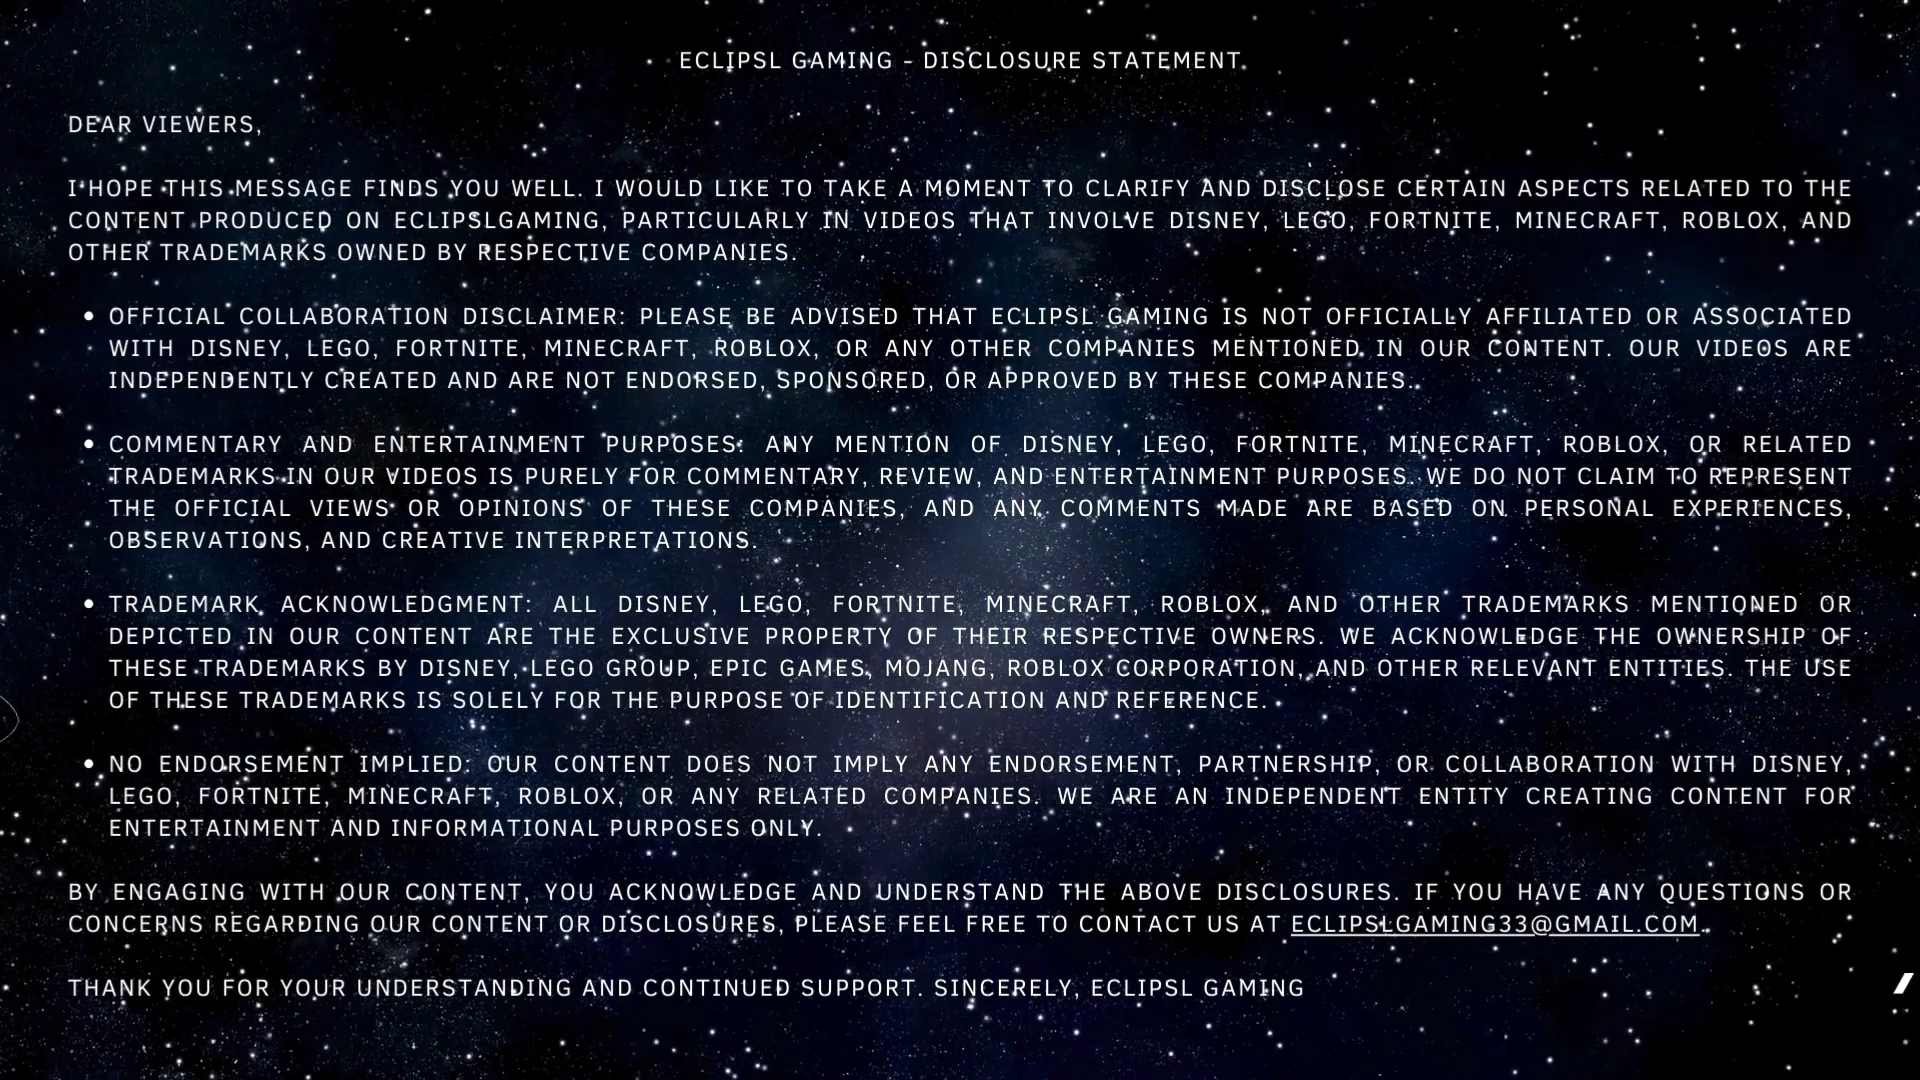 ECLIPSL GAMING - DISCLOSURE STATEMENT
DEAR VIEWERS,
I HOPE THIS MESSAGE FINDS YOU WELL. I WOULD LIKE TO TAKE A MOMENT TO CLARIFY AND DISCLOSE CERTAIN ASPECTS RELATED TO THE
CONTENT PRODUCED ON ECLIPSLGAMING, PARTICULARLY IN VIDEOS THAT INVOLVE DISNEY, LEGO, FORTNITE, MINECRAFT, ROBLOX, AND
OTHER TRADEMARKS OWNED BY RESPECTIVE COMPANIES.
• OFFICIAL COLLABORATION DISCLAIMER: PLEASE BE ADVISED THAT ECLIPSL GAMING IS NOT OFFICIALLY AFFILIATED OR ASSOCIATED
WITH DISNEY, LEGO, FORTNITE, MINECRAFT, ROBLOX, OR ANY OTHER COMPANIES MENTIONED IN OUR CONTENT. OUR VIDEOS ARE
INDEPENDENTLY CREATED AND ARE NOT ENDORSED, SPONSORED, OR APPROVED BY THESE COMPANIES.
• COMMENTARY AND ENTERTAINMENT PURPOSES: ANY MENTION OF DISNEY, LEGO, FORTNITE, MINECRAFT, ROBLOX, OR RELATED
TRADEMARKS IN OUR VIDEOS IS PURELY FOR COMMENTARY, REVIEW, AND ENTERTAINMENT PURPOSES. WE DO NOT CLAIM TO REPRESENT
THE OFFICIAL VIEWS OR OPINIONS OF THESE COMPANIES, AND ANY COMMENTS MADE ARE BASED ON PERSONAL EXPERIENCES,
OBSERVATIONS, AND CREATIVE INTERPRETATIONS.
• TRADEMARK ACKNOWLEDGMENT: ALL DISNEY, LEGO, FORTNITE, MINECRAFT, ROBLOX, AND OTHER TRADEMARKS MENTIONED OR
DEPICTED IN OUR CONTENT ARE THE EXCLUSIVE PROPERTY OF THEIR RESPECTIVE OWNERS. WE ACKNOWLEDGE THE OWNERSHIP OF
THESE TRADEMARKS BY DISNEY, LEGO GROUP, EPIC GAMES, MOJANG, ROBLOX CORPORATION, AND OTHER RELEVANT ENTITIES. THE USE
OF THESE TRADEMARKS IS SOLELY FOR THE PURPOSE OF IDENTIFICATION AND REFERENCE.
• NO ENDORSEMENT IMPLIED: OUR CONTENT DOES NOT IMPLY ANY ENDORSEMENT, PARTNERSHIP, OR COLLABORATION WITH DISNEY,
LEGO, FORTNITE, MINECRAFT, ROBLOX, OR ANY RELATED COMPANIES. WE ARE AN INDEPENDENT ENTITY CREATING CONTENT FOR
ENTERTAINMENT AND INFORMATIONAL PURPOSES ONLY.
BY ENGAGING WITH OUR CONTENT, YOU ACKNOWLEDGE AND UNDERSTAND THE ABOVE DISCLOSURES. IF YOU HAVE ANY QUESTIONS OR
CONCERNS REGARDING OUR CONTENT OR DISCLOSURES, PLEASE FEEL FREE TO CONTACT US AT ECLIPSLGAMING33@GMAIL.COM.
THANK YOU FOR YOUR UNDERSTANDING AND CONTINUED SUPPORT. SINCERELY, ECLIPSL GAMING